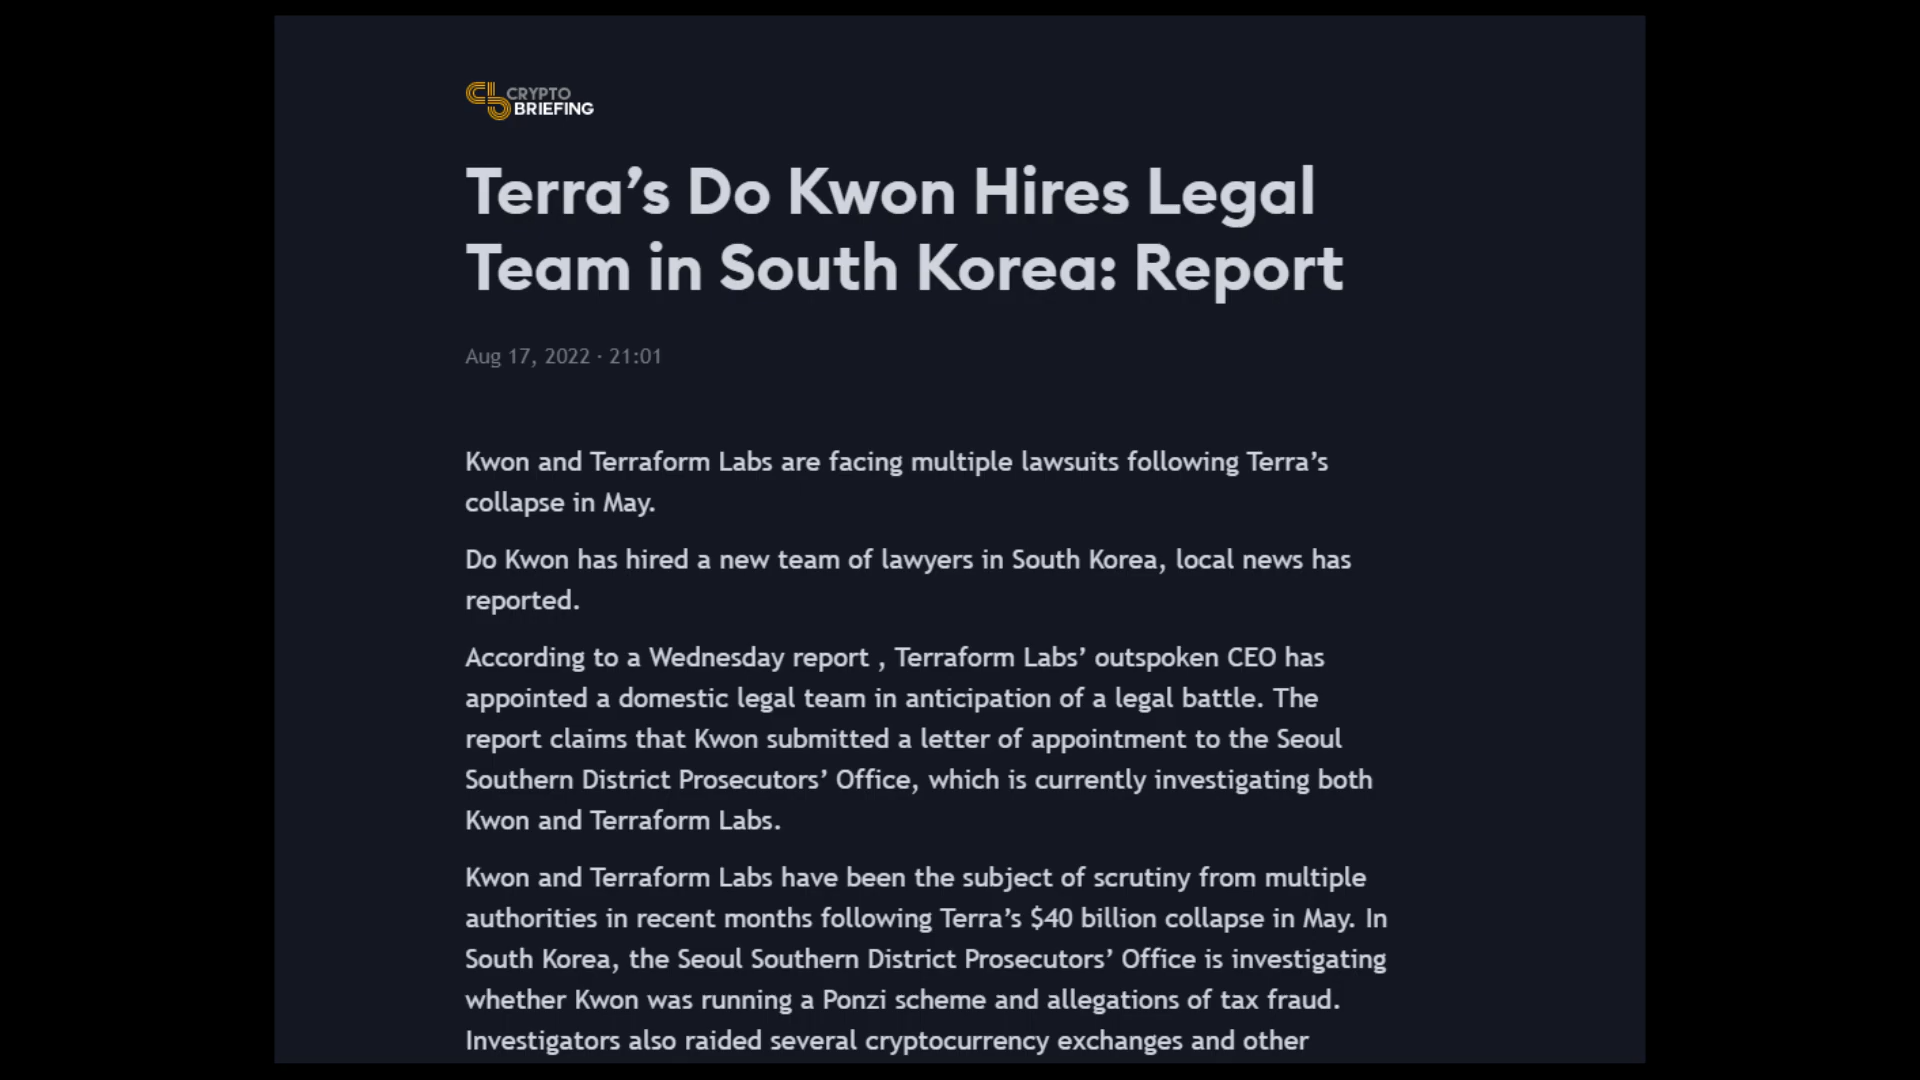 CRYPTO
BRIEFING
Terra’s Do Kwon Hires Legal
Team in South Korea: Report
Aug 17, 2022 · 21:01
Kwon and Terraform Labs are facing multiple lawsuits following Terra’s
collapse in May.
Do Kwon has hired a new team of lawyers in South Korea, local news has
reported.
According to a Wednesday report , Terraform Labs’ outspoken CEO has
appointed a domestic legal team in anticipation of a legal battle. The
report claims that Kwon submitted a letter of appointment to the Seoul
Southern District Prosecutors’ Office, which is currently investigating both
Kwon and Terraform Labs.
Kwon and Terraform Labs have been the subject of scrutiny from multiple
authorities in recent months following Terra’s $40 billion collapse in May. In
South Korea, the Seoul Southern District Prosecutors’ Office is investigating
whether Kwon was running a Ponzi scheme and allegations of tax fraud.
Investigators also raided several cryptocurrency exchanges and other